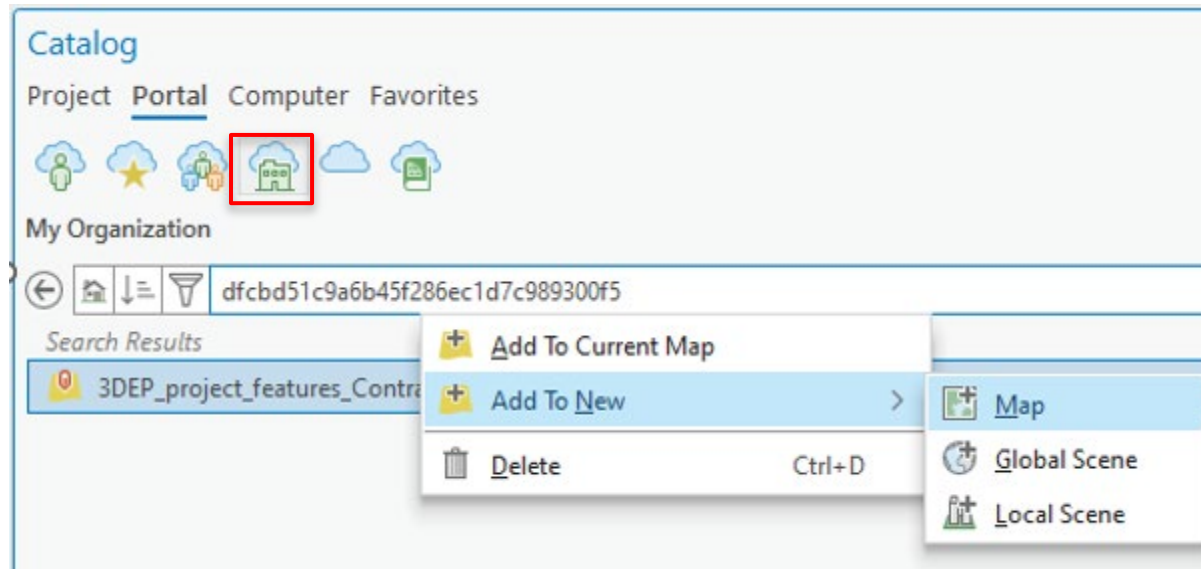 Catalog
Project Portal Computer Favorites
My Organization
dfcbd51c9a6b45f286ec1d7c989300f5
Search Results
3DEP_project_features_Contra
Add To Current Map
Add To New
Delete Ctrl+D
Map
Global Scene
Local Scene